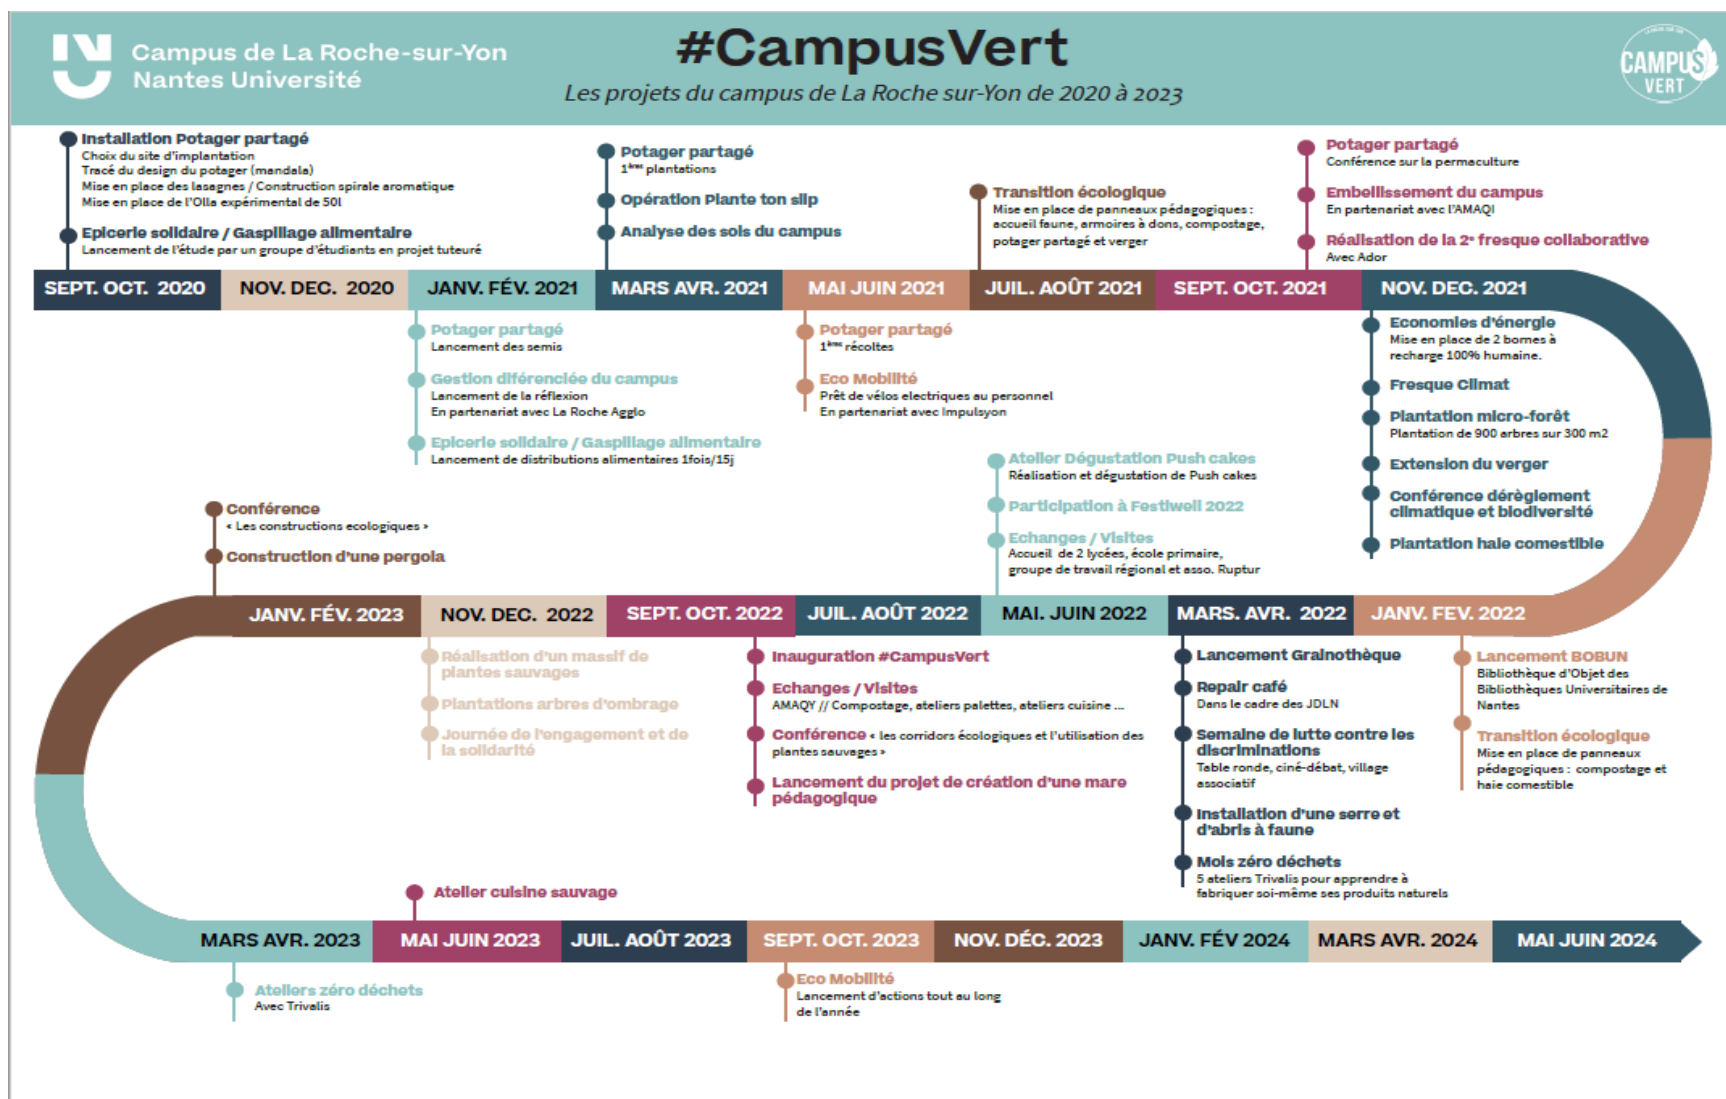 Campus de La Roche-sur-Yon
Nantes Université
#CampusVert
Les projets du campus de La Roche sur-Yon de 2020 à 2023
CAMPUS
VERT
Installation Potager partagé
Choix du site d'implantation
Tracé du design du potager (mandala)
Mise en place des lasagnes / Construction spirale aromatique
Mise en place de l'Olla expérimental de 50l
Epicerie solidaire / Gaspillage alimentaire
Lancement de l'étude par un groupe d'étudiants en projet tuteuré
Potager partagé
1ères plantations
Opération Plante ton slip
Analyse des sols du campus
Transition écologique
Mise en place de panneaux pédagogiques :
accueil faune, armoires à dons, compostage,
potager partagé et verger
Potager partagé
Conférence sur la permaculture
Embellissement du campus
En partenariat avec l'AMAQI
Réalisation de la 2e fresque collaborative
Avec Ador
SEPT. OCT. 2020
NOV. DEC. 2020
JANV. FÉV. 2021
MARS AVR. 2021
MAI JUIN 2021
JUIL. AOÛT 2021
SEPT. OCT. 2021
NOV. DEC. 2021
Potager partagé
Lancement des semis
Gestion diférenciée du campus
Lancement de la réflexion
En partenariat avec La Roche Agglo
Epicerie solidaire / Gaspillage alimentaire
Lancement de distributions alimentaires 1fois/15j
Potager partagé
1ères récoltes
Eco Mobilité
Prêt de vélos electriques au personnel
En partenariat avec Impulsyon
Economies d'énergie
Mise en place de 2 bornes à
recharge 100% humaine.
Fresque Climat
Plantation micro-forêt
Plantation de 900 arbres sur 300 m2
Extension du verger
Conférence dérèglement
climatique et biodiversité
Plantation haie comestible
Atelier Dégustation Push cakes
Réalisation et dégustation de Push cakes
Participation à Festiwell 2022
Echanges / Visites
Accueil de 2 lycées, école primaire,
groupe de travail régional et asso. Ruptur
Conférence
« Les constructions ecologiques »
Construction d'une pergola
JANV. FÉV. 2023
NOV. DEC. 2022
SEPT. OCT. 2022
JUIL. AOÛT 2022
MAI. JUIN 2022
MARS. AVR. 2022
JANV. FEV. 2022
Réalisation d'un massif de
plantes sauvages
Plantations arbres d'ombrage
Journée de l'engagement et de
la solidarité
Inauguration #CampusVert
Echanges / Visites
AMAQY // Compostage, ateliers palettes, ateliers cuisine ...
Conférence « les corridors écologiques et l'utilisation des
plantes sauvages »
Lancement du projet de création d'une mare
pédagogique
Lancement Grainothèque
Repair café
Dans le cadre des JDLN
Semaine de lutte contre les
discriminations
Table ronde, ciné-débat, village
associatif
Installation d'une serre et
d'abris à faune
Mois zéro déchets
5 ateliers Trivalis pour apprendre à
fabriquer soi-même ses produits naturels
Lancement BOBUN
Bibliothèque d'Objet des
Bibliothèques Universitaires de
Nantes
Transition écologique
Mise en place de panneaux
pédagogiques : compostage et
haie comestible
Atelier cuisine sauvage
MARS AVR. 2023
MAI JUIN 2023
JUIL. AOÛT 2023
SEPT. OCT. 2023
NOV. DÉC. 2023
JANV. FÉV 2024
MARS AVR. 2024
MAI JUIN 2024
Ateliers zéro déchets
Avec Trivalis
Eco Mobilité
Lancement d'actions tout au long
de l'année